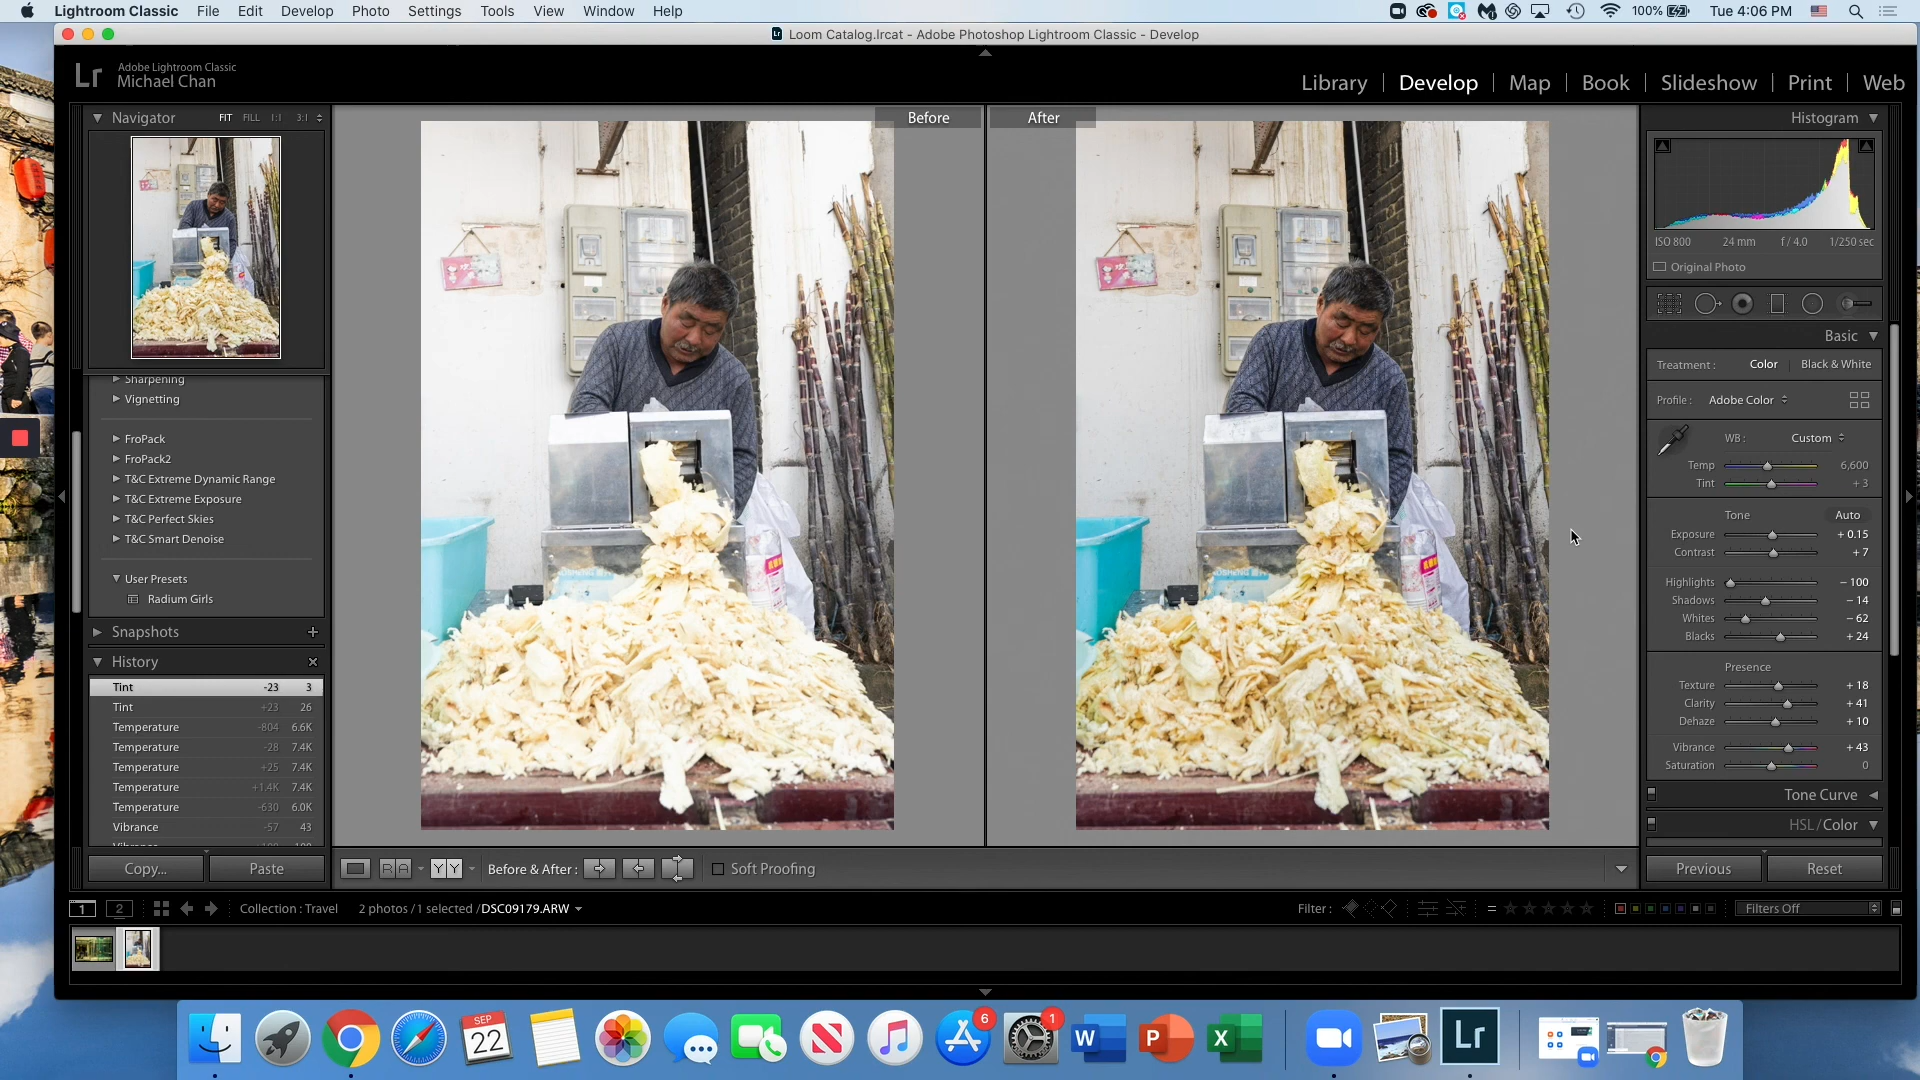 Lightroom Classic File Edit Develop Photo Settings Tools View Window Help 100% Tue 4:06 PM
Loom Catalog.lrcat - Adobe Photoshop Lightroom Classic - Develop
Lr Adobe Lightroom Classic
Michael Chan
Library | Develop | Map | Book | Slideshow | Print | Web
Navigator FIT FILL 1:1 3:1
Sharpening
Vignetting
FroPack
FroPack2
T&C Extreme Dynamic Range
T&C Extreme Exposure
T&C Perfect Skies
T&C Smart Denoise
User Presets
Radium Girls
Snapshots +
History
Tint -23 3
Tint +23 26
Temperature -804 6.6K
Temperature -28 7.4K
Temperature +25 7.4K
Temperature +1.4K 7.4K
Temperature -630 6.0K
Vibrance -57 43
Copy... Paste
Before After
Histogram
ISO 800 24 mm f / 4.0 1/250 sec
Original Photo
Basic
Treatment : Color Black & White
Profile : Adobe Color
WB : Custom
Temp 6,600
Tint + 3
Tone Auto
Exposure + 0.15
Contrast + 7
Highlights − 100
Shadows − 14
Whites − 62
Blacks + 24
Presence
Texture + 18
Clarity + 41
Dehaze + 10
Vibrance + 43
Saturation 0
Tone Curve
HSL / Color
Previous Reset
R A Y Y Before & After : Soft Proofing
1 2 Collection : Travel 2 photos / 1 selected / DSC09179.ARW Filter : Filters Off
SEP
22
6
1
W
P
X
Lr